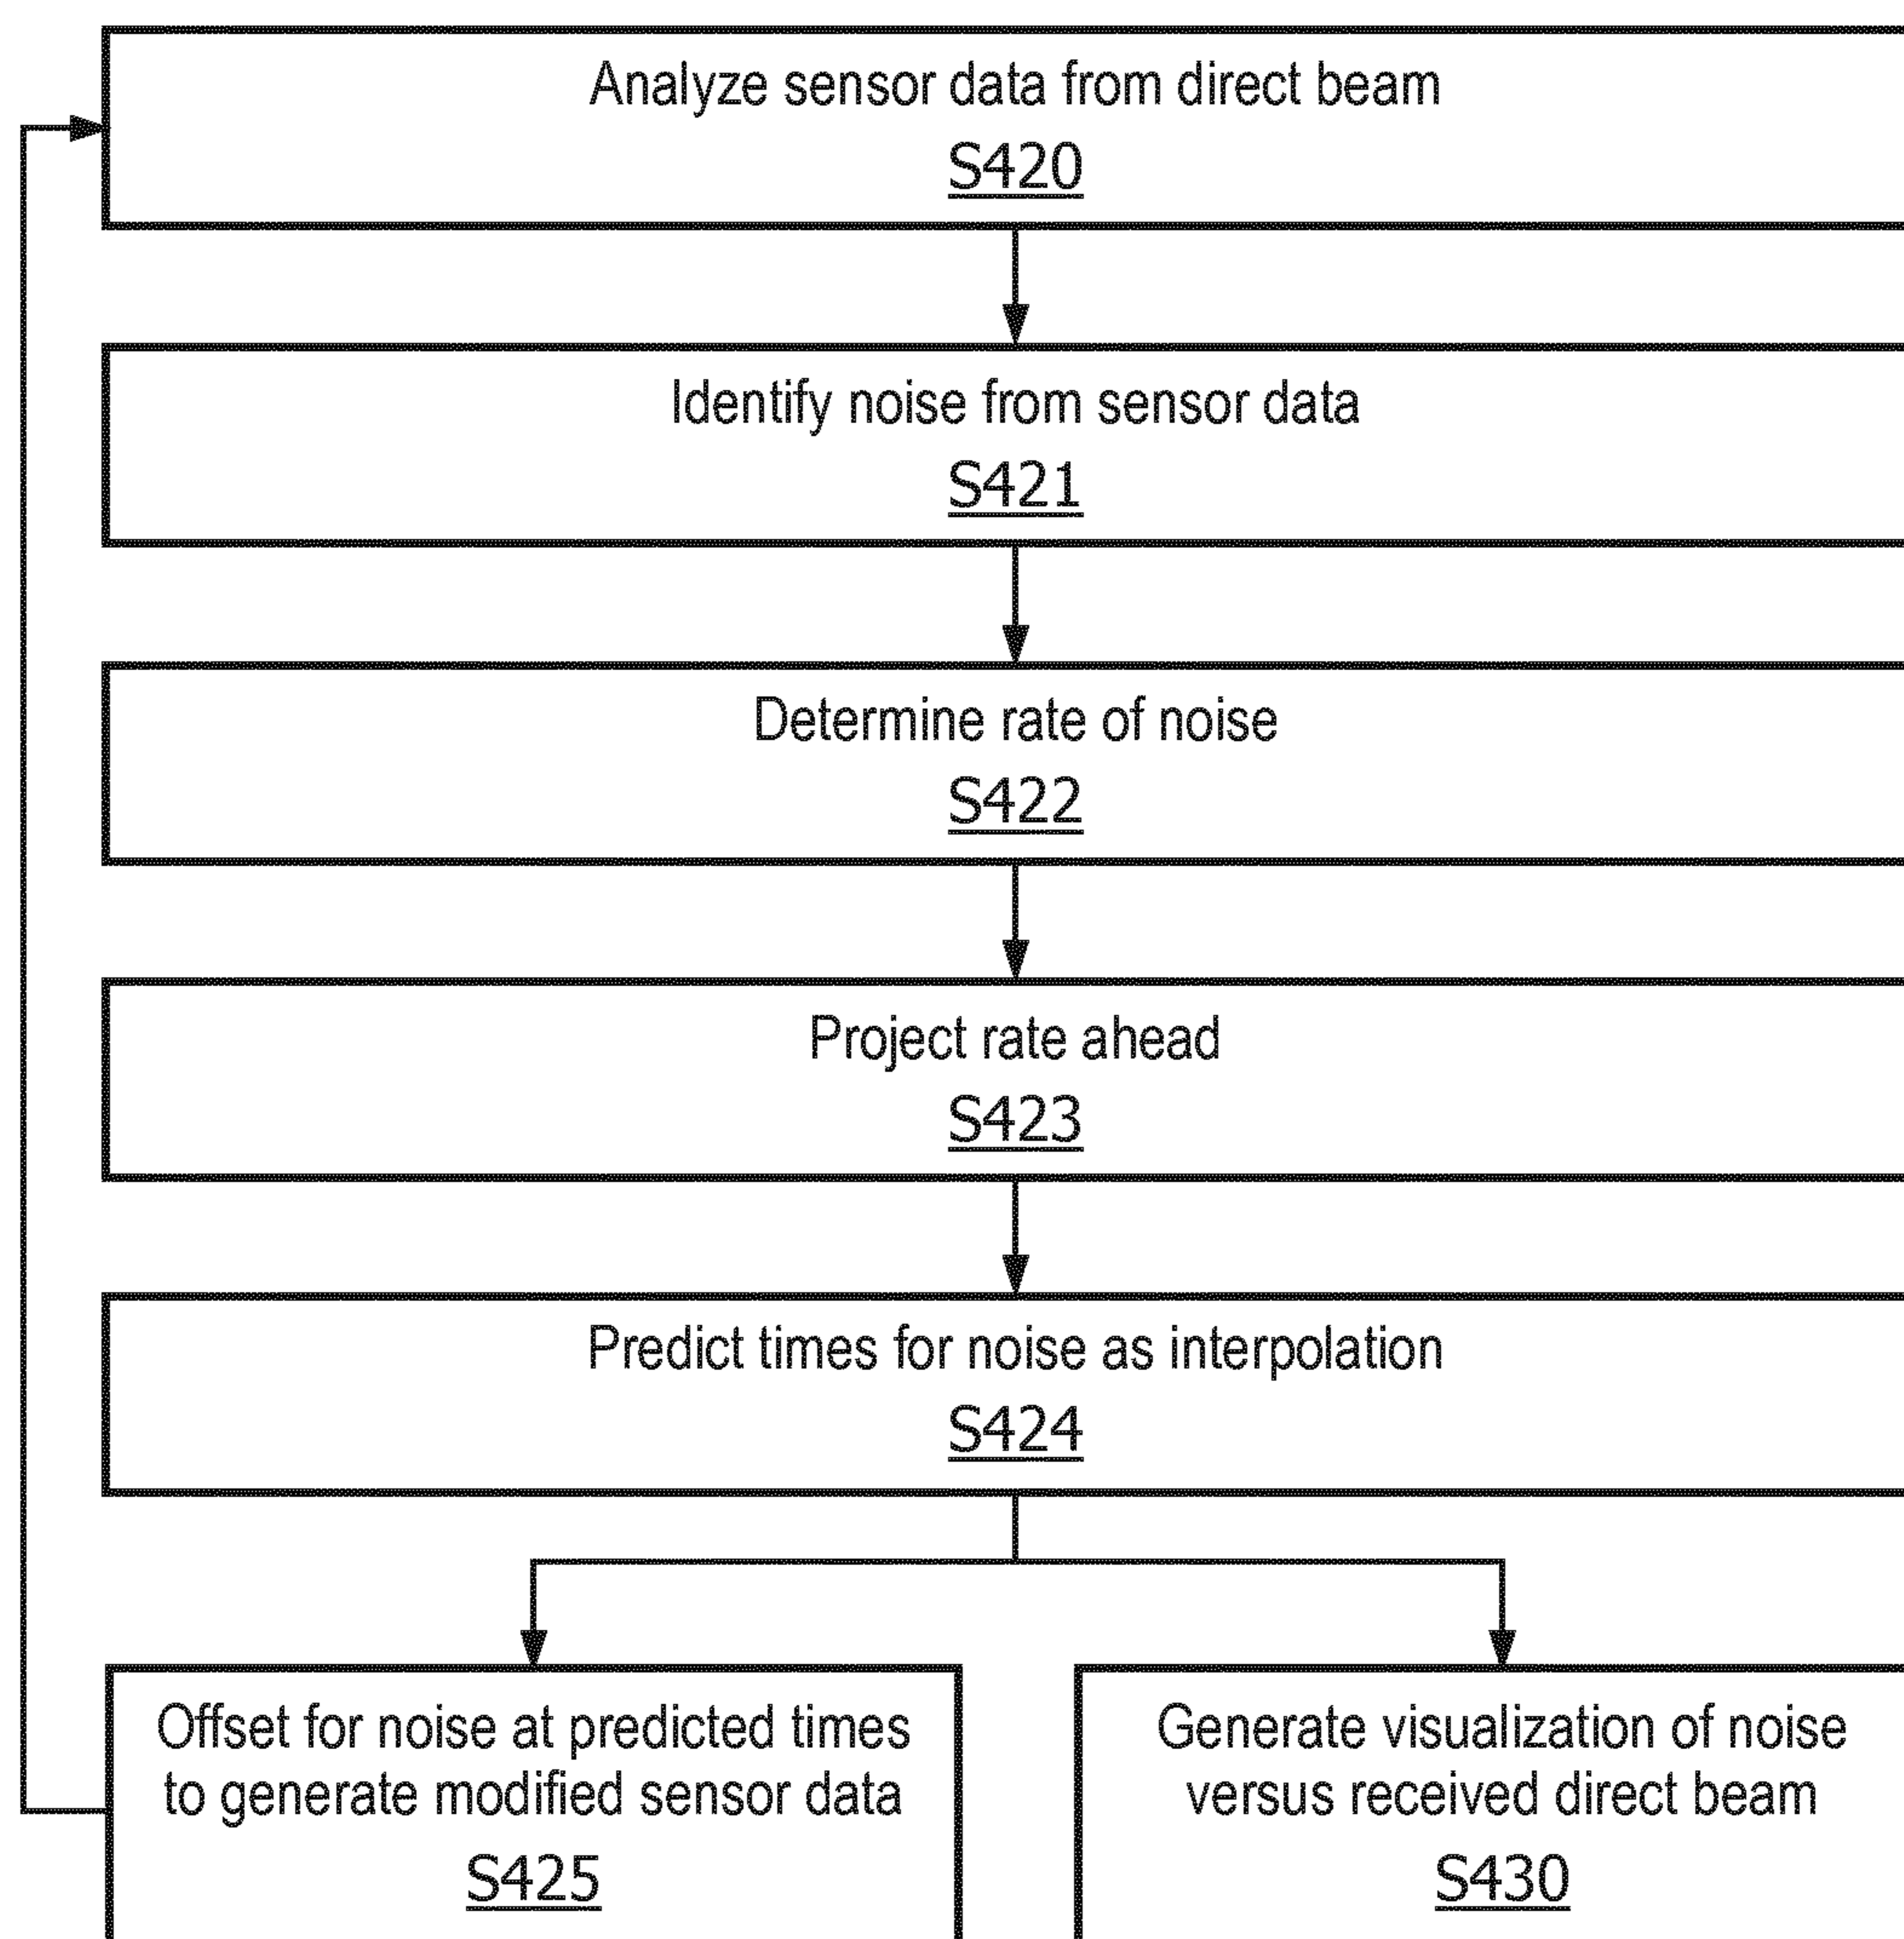 Analyze sensor data from direct beam
S420
Identify noise from sensor data
S421
Determine rate of noise
S422
Project rate ahead
S423
Predict times for noise as interpolation
S424
Offset for noise at predicted times
to generate modified sensor data
S425
Generate visualization of noise
versus received direct beam
S430